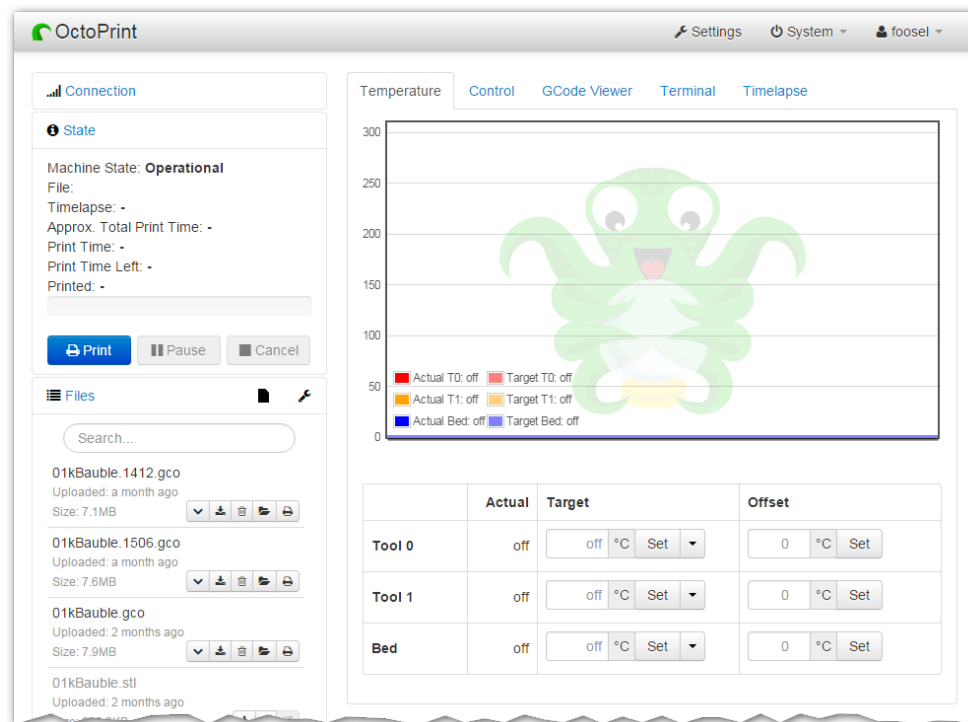 OctoPrint
Settings
System
foosel
Connection
State
Machine State: Operational
File:
Timelapse: -
Approx. Total Print Time: -
Print Time: -
Print Time Left: -
Printed: -
Print
Pause
Cancel
Files
Search...
01kBauble.1412.gco
Uploaded: a month ago
Size: 7.1MB
01kBauble.1506.gco
Uploaded: a month ago
Size: 7.6MB
01kBauble.gco
Uploaded: 2 months ago
Size: 7.9MB
01kBauble.stl
Uploaded: 2 months ago
Temperature
Control
GCode Viewer
Terminal
Timelapse
300
250
200
150
100
50
0
Actual T0: off Target T0: off
Actual T1: off Target T1: off
Actual Bed: off Target Bed: off
Actual Target Offset
Tool 0 off off °C Set 0 °C Set
Tool 1 off off °C Set 0 °C Set
Bed off off °C Set 0 °C Set